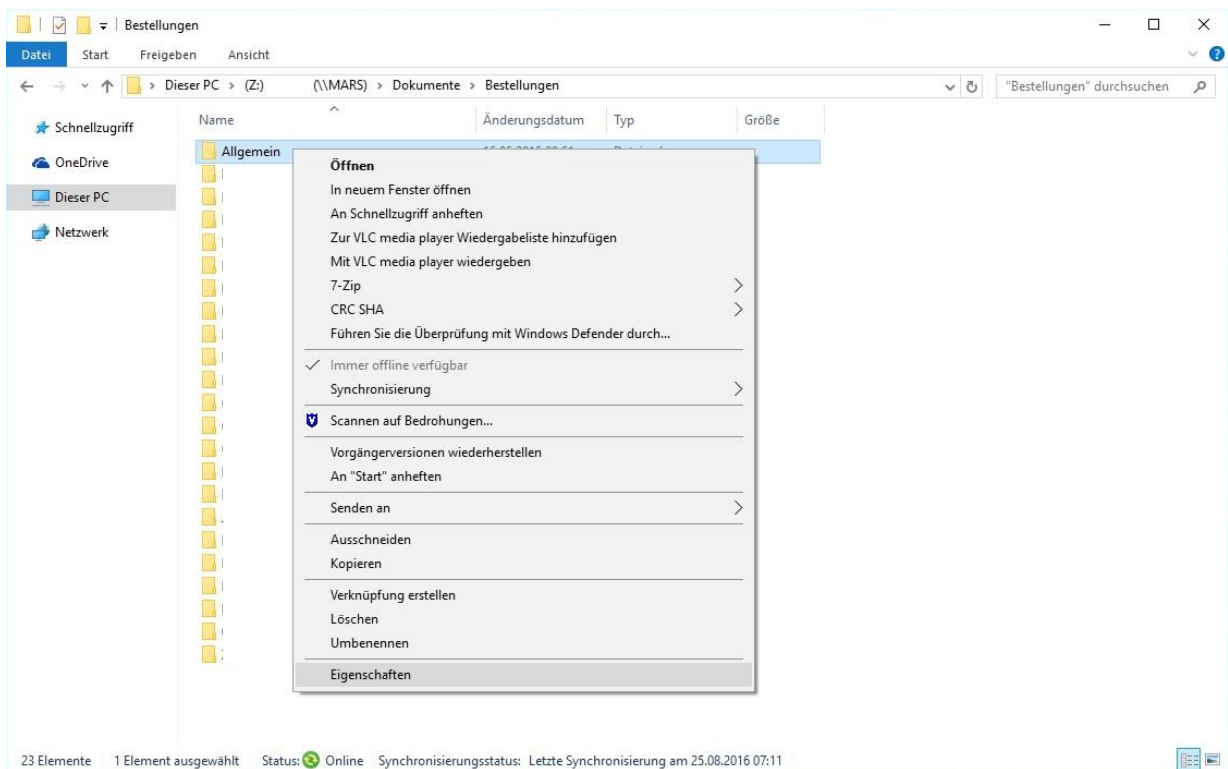 Bestellungen
Datei Start Freigeben Ansicht
Dieser PC (Z:) (\\MARS) Dokumente Bestellungen "Bestellungen" durchsuchen
Name Änderungsdatum Typ Größe
Schnellzugriff
OneDrive
Dieser PC
Netzwerk
Allgemein
Öffnen
In neuem Fenster öffnen
An Schnellzugriff anheften
Zur VLC media player Wiedergabeliste hinzufügen
Mit VLC media player wiedergeben
7-Zip
CRC SHA
Führen Sie die Überprüfung mit Windows Defender durch...
Immer offline verfügbar
Synchronisierung
Scannen auf Bedrohungen...
Vorgängerversionen wiederherstellen
An "Start" anheften
Senden an
Ausschneiden
Kopieren
Verknüpfung erstellen
Löschen
Umbenennen
Eigenschaften
23 Elemente 1 Element ausgewählt Status: Online Synchronisierungsstatus: Letzte Synchronisierung am 25.08.2016 07:11